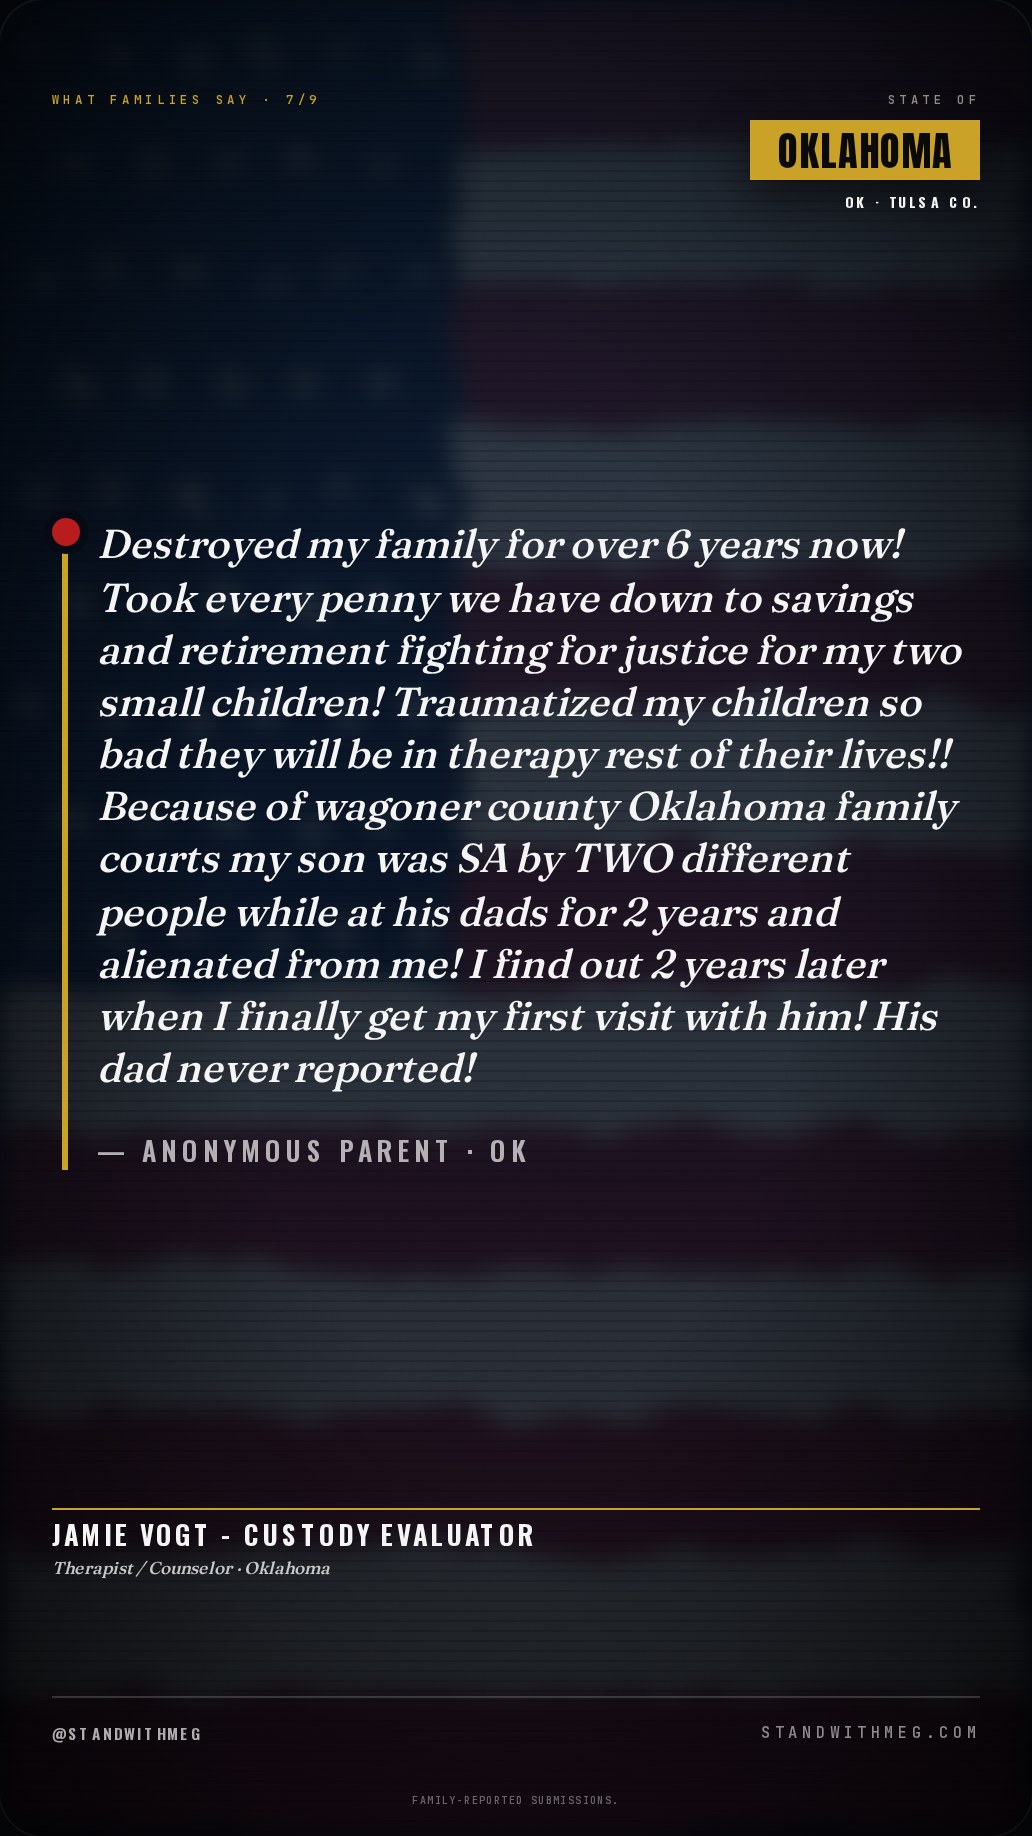 WHAT FAMILIES SAY · 7/9
STATE OF
OKLAHOMA
OK · TULSA CO.
Destroyed my family for over 6 years now!
Took every penny we have down to savings
and retirement fighting for justice for my two
small children! Traumatized my children so
bad they will be in therapy rest of their lives!!
Because of wagoner county Oklahoma family
courts my son was SA by TWO different
people while at his dads for 2 years and
alienated from me! I find out 2 years later
when I finally get my first visit with him! His
dad never reported!
— ANONYMOUS PARENT · OK
JAMIE VOGT - CUSTODY EVALUATOR
Therapist / Counselor · Oklahoma
@STANDWITHMEG
STANDWITHMEG.COM
FAMILY-REPORTED SUBMISSIONS.